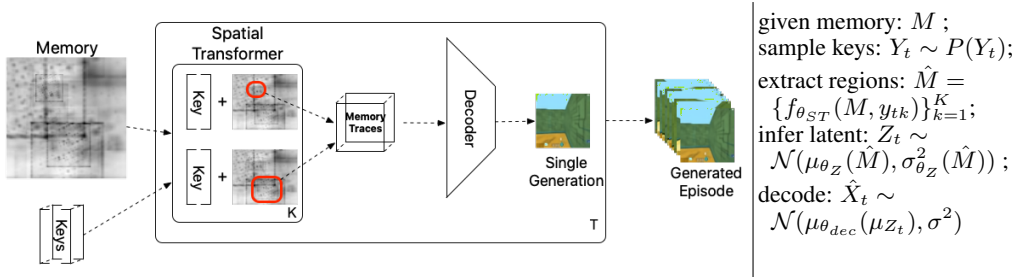 Memory
Spatial
Transformer
Key
+
Key
+
K
Keys
Memory
Traces
Decoder
Single
Generation
T
Generated
Episode
given memory: M ;
sample keys: Y_t ∼ P(Y_t);
extract regions: M̂ =
{f_{θ_{ST}}(M, y_{tk})}_{k=1}^{K};
infer latent: Z_t ∼
N(μ_{θ_Z}(M̂), σ²_{θ_Z}(M̂)) ;
decode: X̂_t ∼
N(μ_{θ_{dec}}(μ_{Z_t}), σ²)